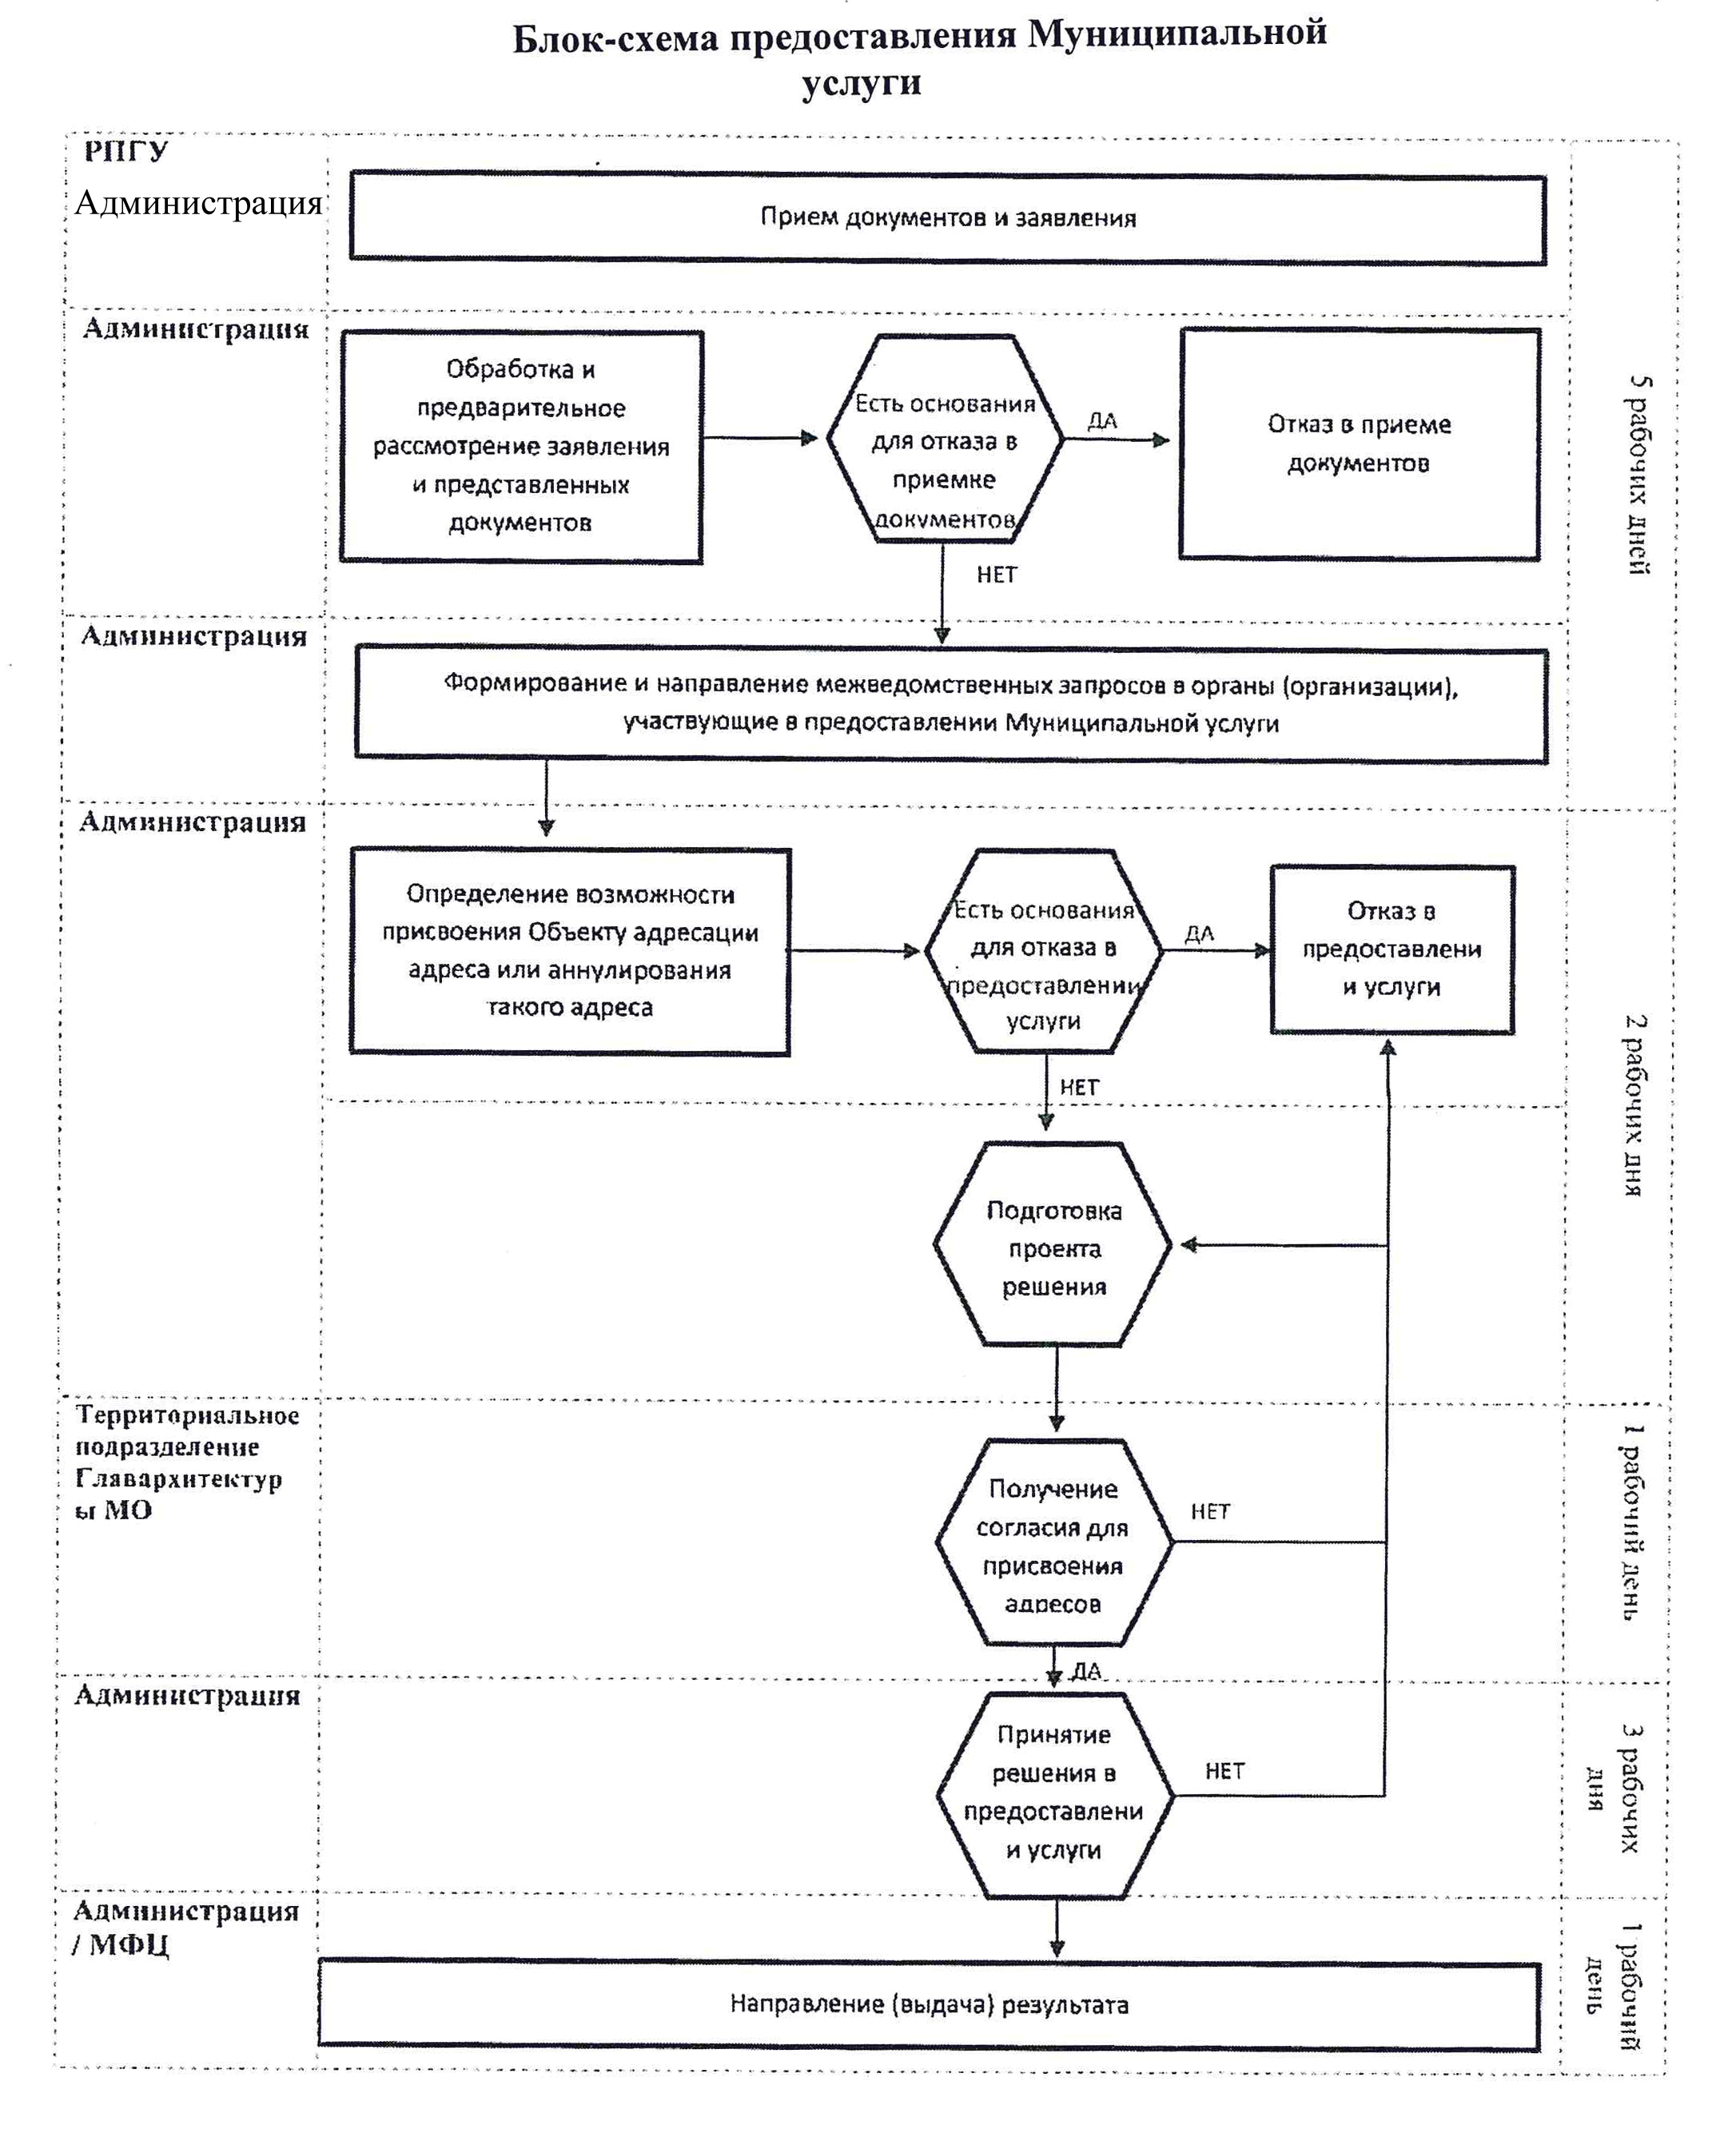 Блок-схема предоставления Муниципальной
услуги
РПГУ
Администрация
Прием документов и заявления
5 рабочих дней
Администрация
Обработка и
предварительное
рассмотрение заявления
и представленных
документов
Есть основания
для отказа в
приемке
документов
ДА
Отказ в приеме
документов
НЕТ
Администрация
Формирование и направление межведомственных запросов в органы (организации),
участвующие в предоставлении Муниципальной услуги
Администрация
Определение возможности
присвоения Объекту адресации
адреса или аннулирования
такого адреса
Есть основания
для отказа в
предоставлении
услуги
ДА
Отказ в
предоставлени
и услуги
2 рабочих дня
НЕТ
Подготовка
проекта
решения
Территориальное
подразделение
Главархитектур
ы МО
Получение
согласия для
присвоения
адресов
НЕТ
1 рабочий день
ДА
Администрация
Принятие
решения в
предоставлени
и услуги
НЕТ
3 рабочих
дня
Администрация
/ МФЦ
Направление (выдача) результата
1 рабочий
день